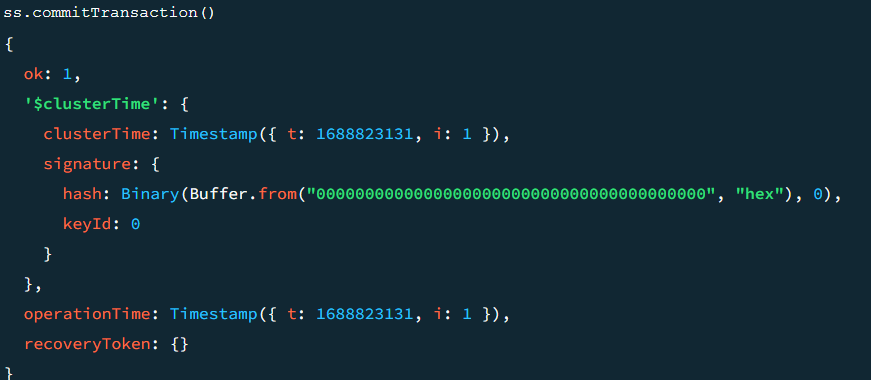 ss.commitTransaction()
{
  ok: 1,
  '$clusterTime': {
    clusterTime: Timestamp({ t: 1688823131, i: 1 }),
    signature: {
      hash: Binary(Buffer.from("0000000000000000000000000000000000000000", "hex"), 0),
      keyId: 0
    }
  },
  operationTime: Timestamp({ t: 1688823131, i: 1 }),
  recoveryToken: {}
}